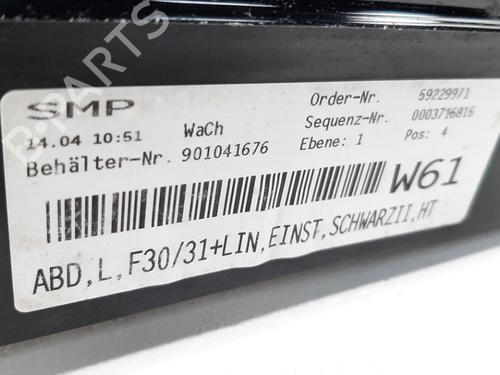 B-PARTS
SMP
14.04 10:51 WaCh
Order-Nr. 59229971
Sequenz-Nr. 0003716815
Behälter-Nr. 901041676
Ebene: 1 Pos: 4
W61
ABD,L,F30/31+LIN,EINST,SCHWARZII,HT